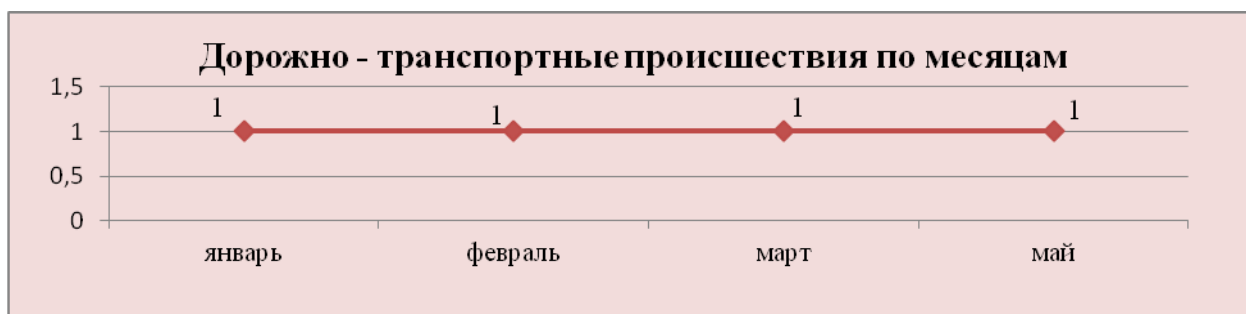 Дорожно - транспортные происшествия по месяцам
1,5
1
0,5
0
1
1
1
1
январь
февраль
март
май